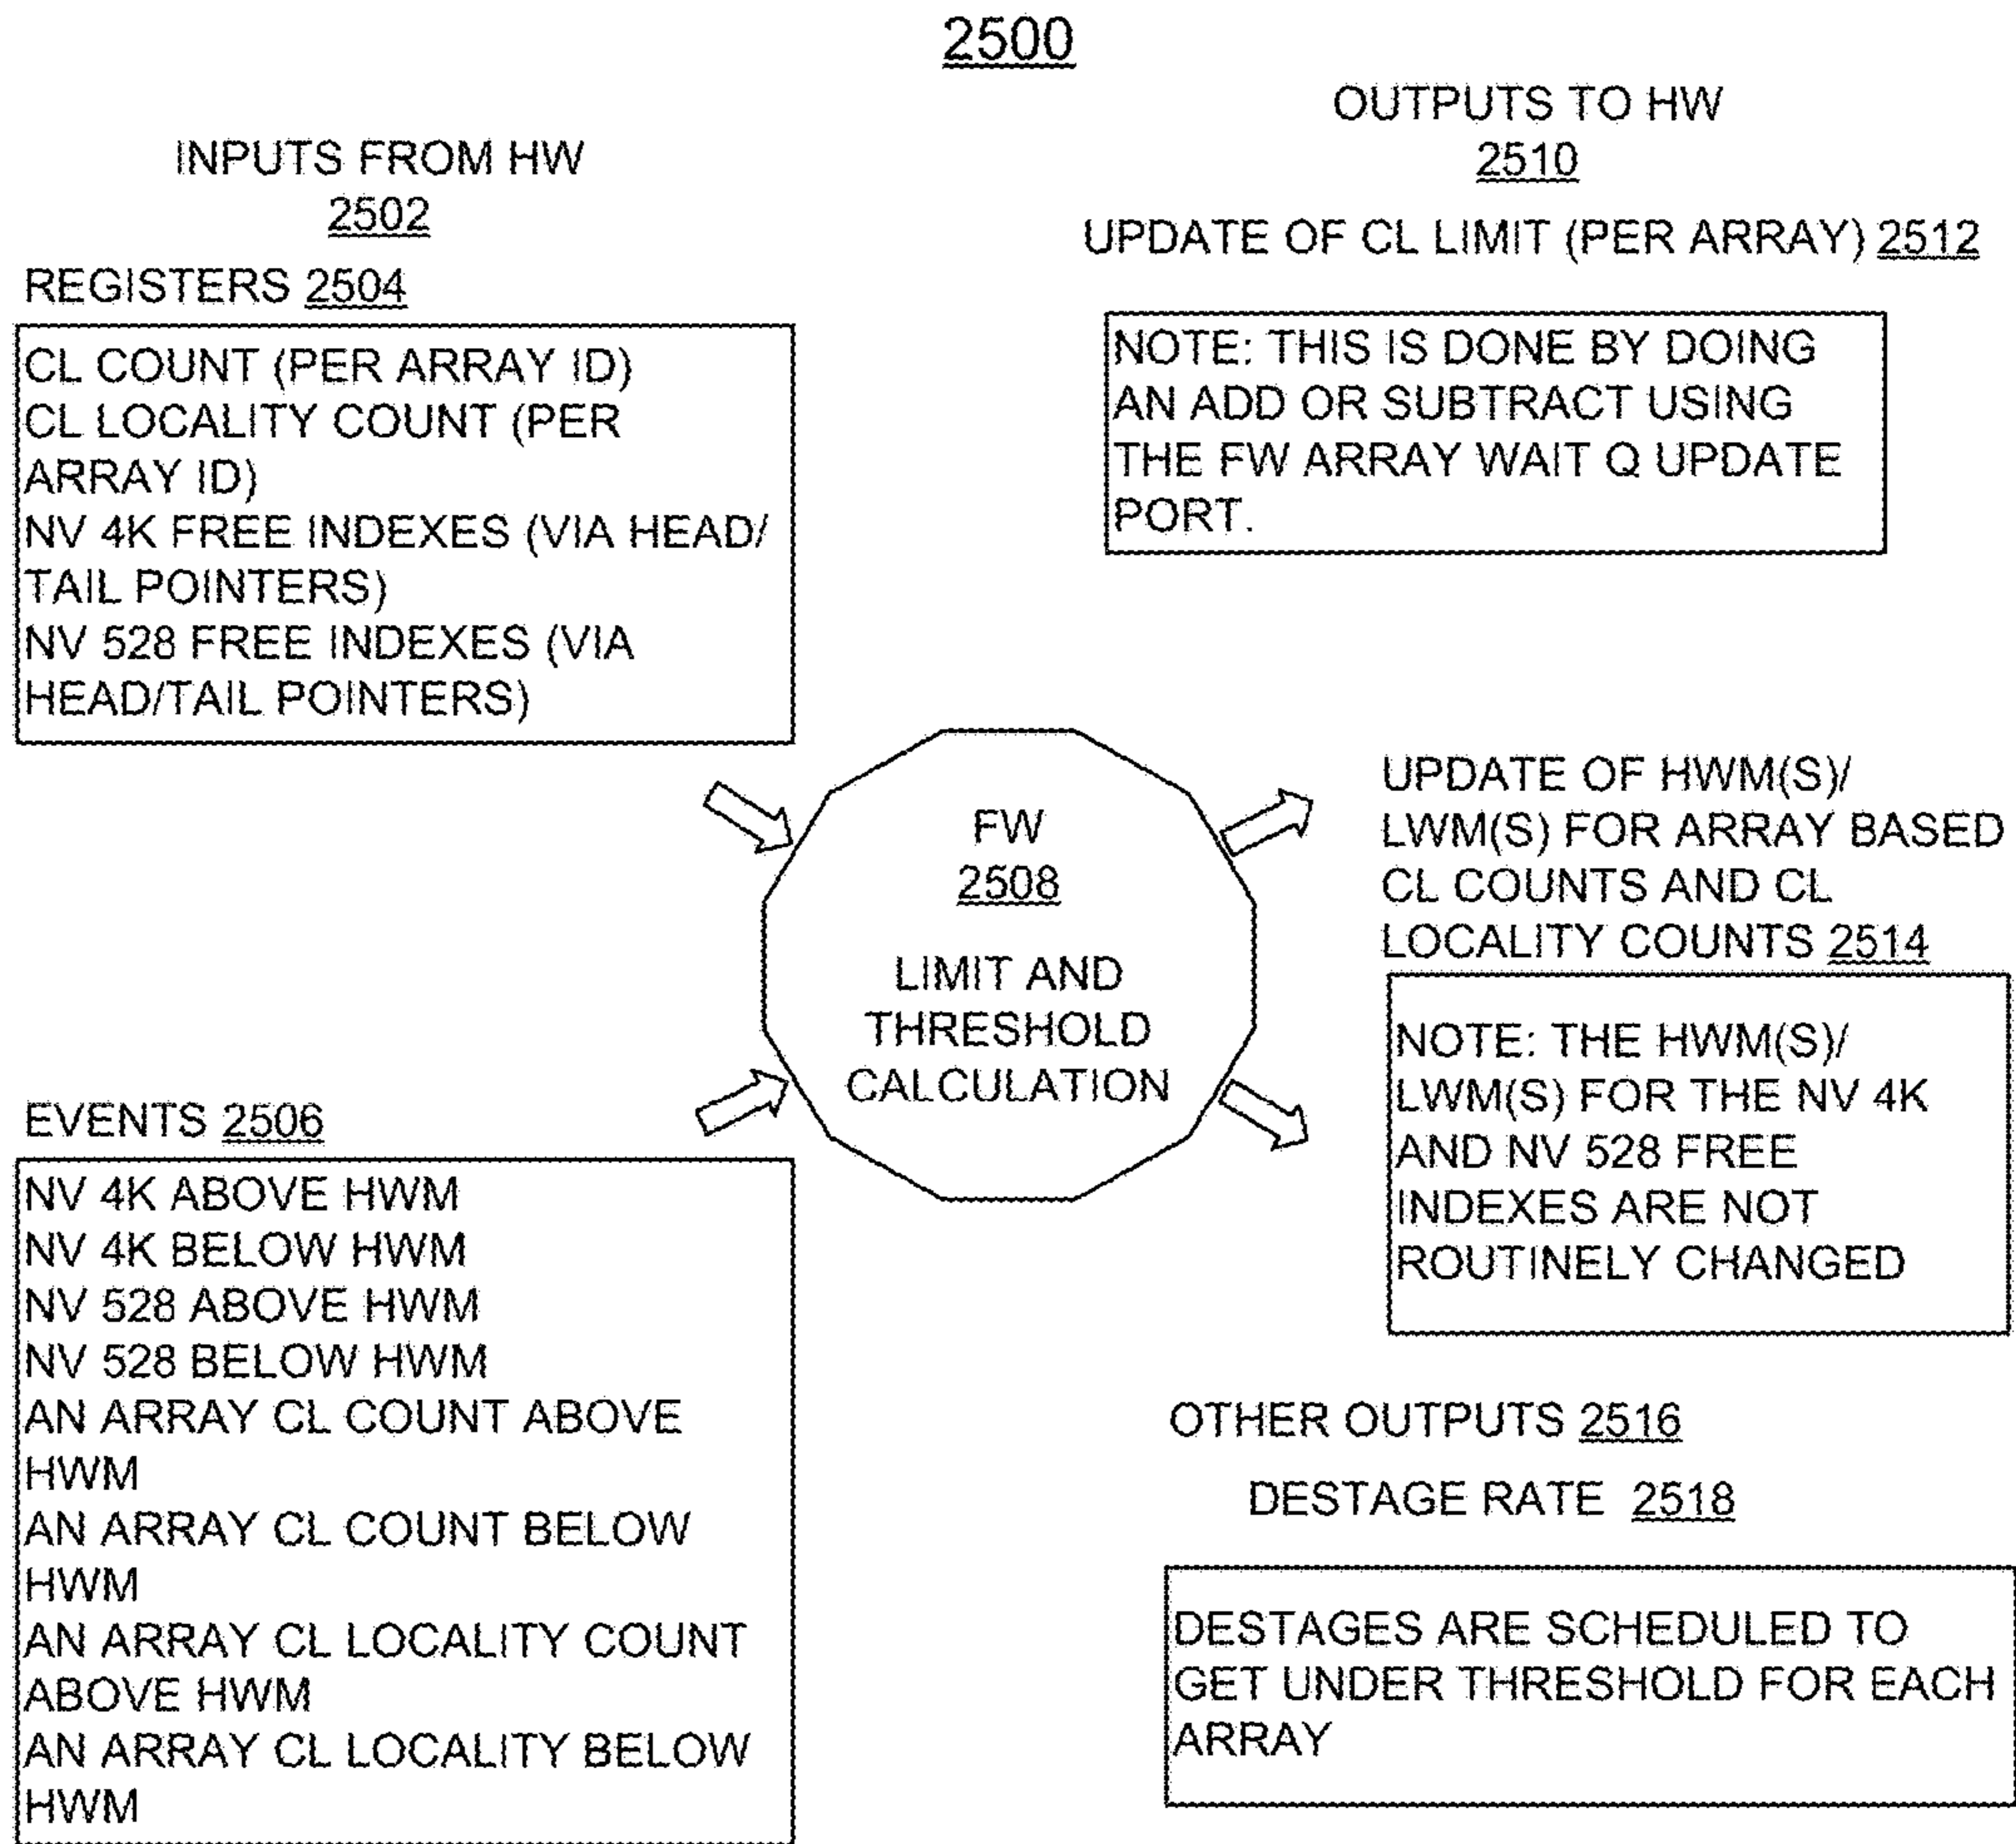 2500
INPUTS FROM HW
2502
REGISTERS 2504
CL COUNT (PER ARRAY ID)
CL LOCALITY COUNT (PER
ARRAY ID)
NV 4K FREE INDEXES (VIA HEAD/
TAIL POINTERS)
NV 528 FREE INDEXES (VIA
HEAD/TAIL POINTERS)
EVENTS 2506
NV 4K ABOVE HWM
NV 4K BELOW HWM
NV 528 ABOVE HWM
NV 528 BELOW HWM
AN ARRAY CL COUNT ABOVE
HWM
AN ARRAY CL COUNT BELOW
HWM
AN ARRAY CL LOCALITY COUNT
ABOVE HWM
AN ARRAY CL LOCALITY BELOW
HWM
FW
2508
LIMIT AND
THRESHOLD
CALCULATION
OUTPUTS TO HW
2510
UPDATE OF CL LIMIT (PER ARRAY) 2512
NOTE: THIS IS DONE BY DOING
AN ADD OR SUBTRACT USING
THE FW ARRAY WAIT Q UPDATE
PORT.
UPDATE OF HWM(S)/
LWM(S) FOR ARRAY BASED
CL COUNTS AND CL
LOCALITY COUNTS 2514
NOTE: THE HWM(S)/
LWM(S) FOR THE NV 4K
AND NV 528 FREE
INDEXES ARE NOT
ROUTINELY CHANGED
OTHER OUTPUTS 2516
DESTAGE RATE 2518
DESTAGES ARE SCHEDULED TO
GET UNDER THRESHOLD FOR EACH
ARRAY